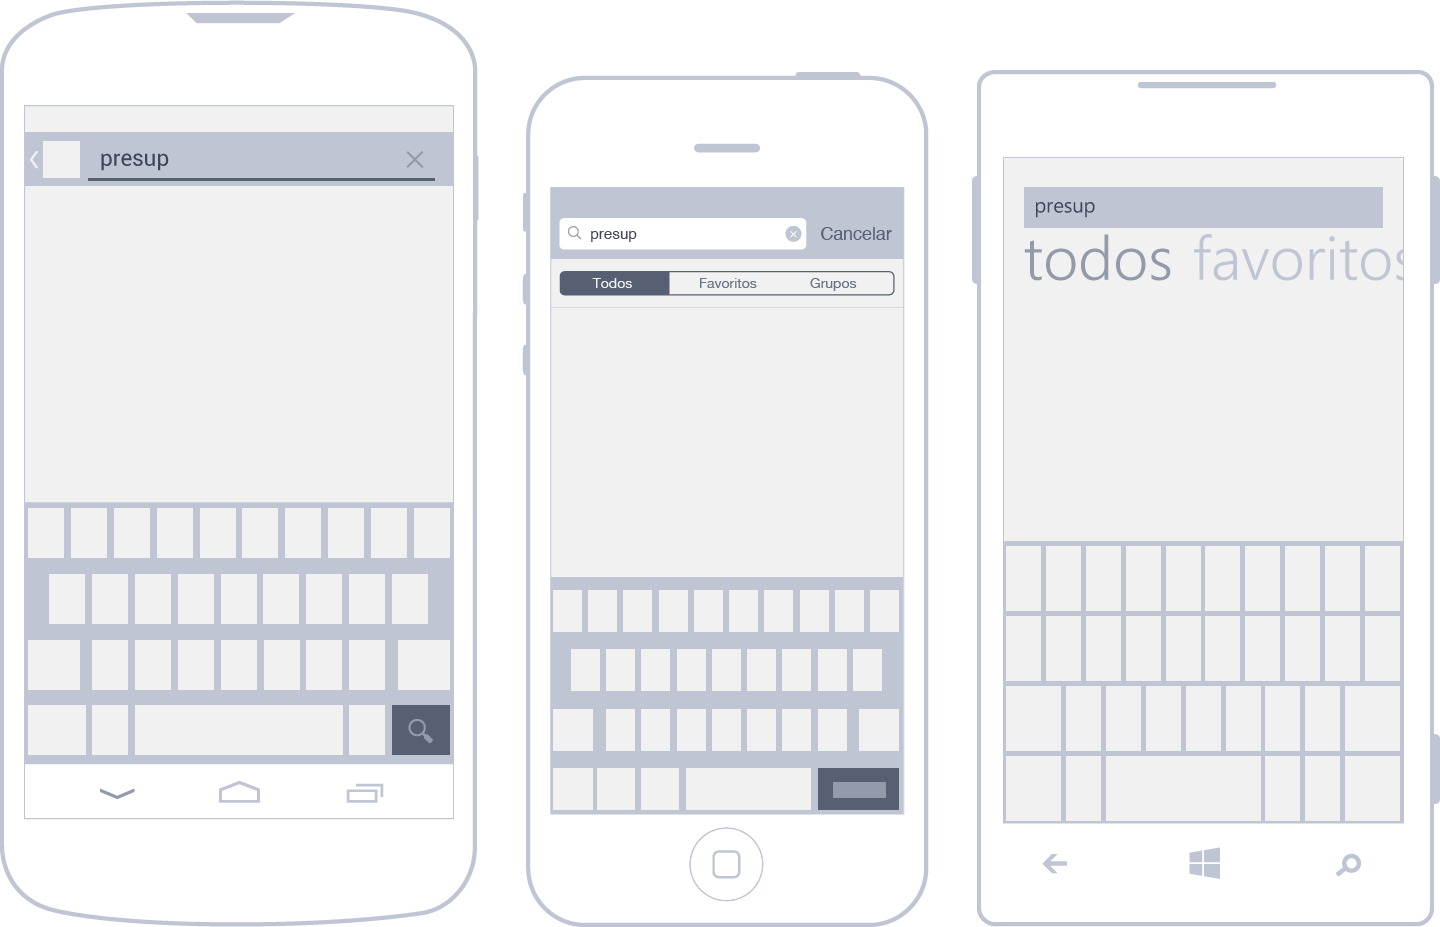 presup
presup
Cancelar
Todos Favoritos Grupos
presup
todos favoritos